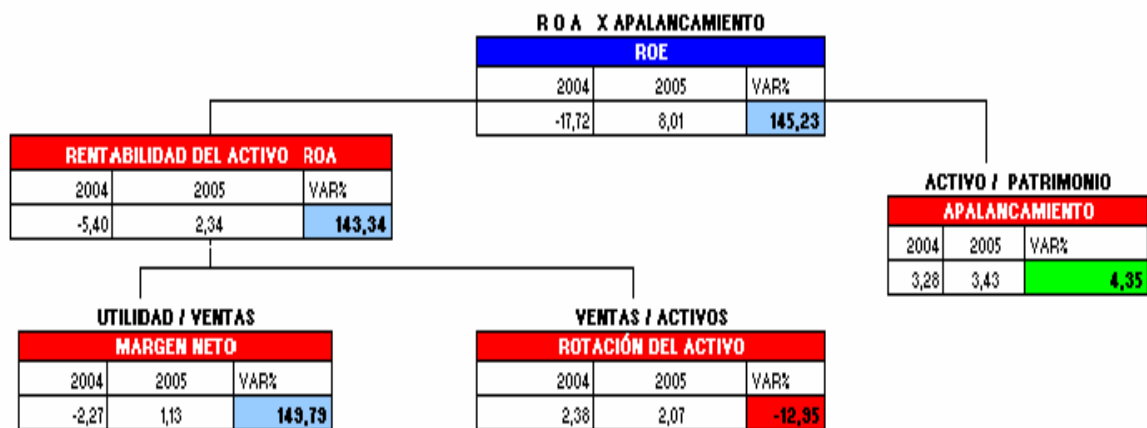 R O A X APALANCAMIENTO
ROE
2004 2005 VAR%
-17,72 8,01 145,23
RENTABILIDAD DEL ACTIVO ROA
2004 2005 VAR%
-5,40 2,34 143,34
ACTIVO / PATRIMONIO
APALANCAMIENTO
2004 2005 VAR%
3,28 3,43 4,35
UTILIDAD / VENTAS
MARGEN NETO
2004 2005 VAR%
-2,27 1,13 149,79
VENTAS / ACTIVOS
ROTACIÓN DEL ACTIVO
2004 2005 VAR%
2,38 2,07 -12,95